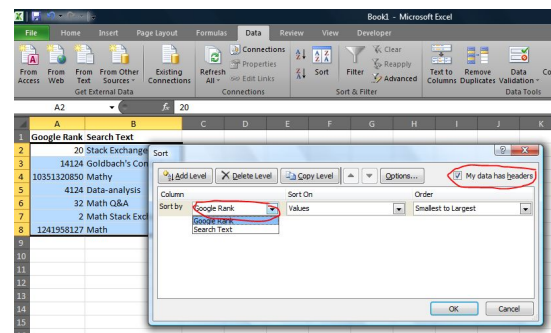 Book1 - Microsoft Excel
File Home Insert Page Layout Formulas Data Review View Developer
From Access
From Web
From Text
From Other Sources
Existing Connections
Get External Data
Refresh All
Connections
Properties
Edit Links
Connections
Sort
Filter
Clear
Reapply
Advanced
Sort & Filter
Text to Columns
Remove Duplicates
Data Validation
Co
Data Tools
A2 fx 20
A B C D E F G H I J K
1 Google Rank Search Text
2 20 Stack Exchange
3 14124 Goldbach's Con
4 10351320850 Mathy
5 4124 Data-analysis
6 32 Math Q&A
7 2 Math Stack Exc
8 1241958127 Math
9
10
11
12
13
14
15
Sort
Add Level Delete Level Copy Level Options... My data has headers
Column Sort On Order
Sort by Google Rank Values Smallest to Largest
Google Rank
Search Text
OK Cancel